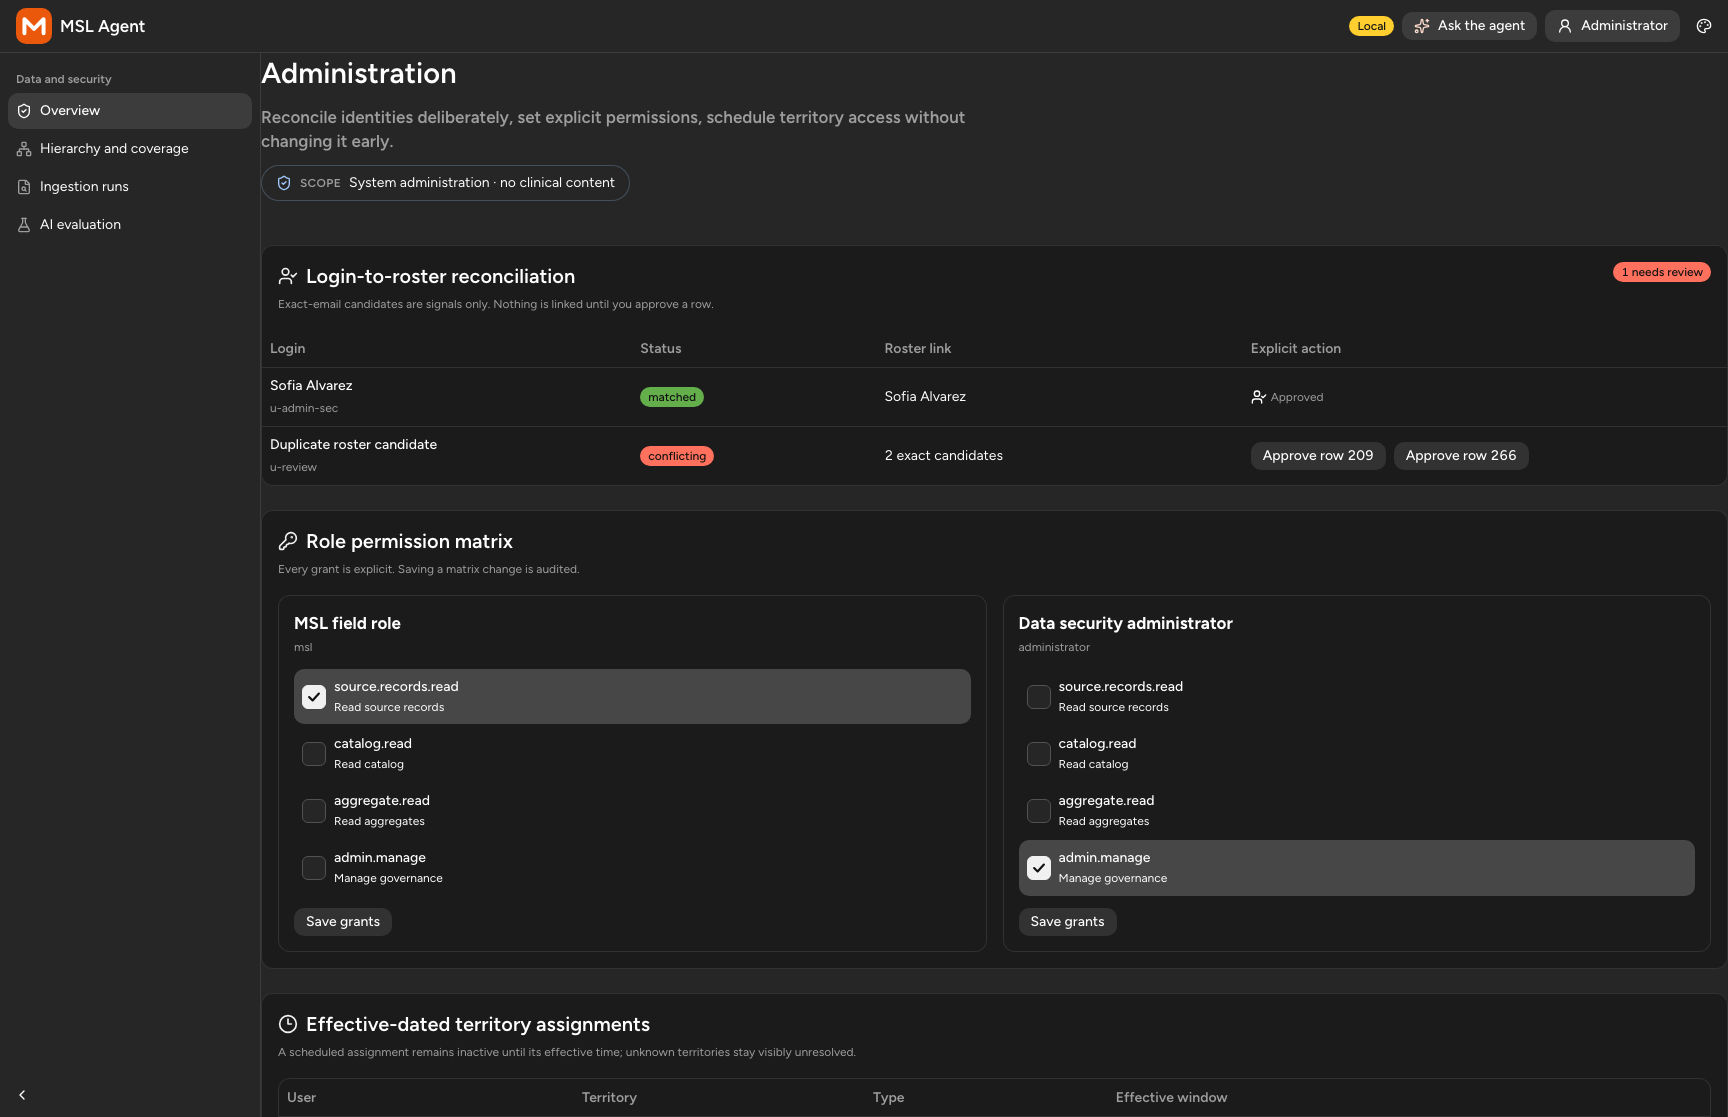 MSL Agent
Local
Ask the agent
Administrator
Data and security
Overview
Hierarchy and coverage
Ingestion runs
AI evaluation
Administration
Reconcile identities deliberately, set explicit permissions, schedule territory access without
changing it early.
SCOPE System administration · no clinical content
Login-to-roster reconciliation
1 needs review
Exact-email candidates are signals only. Nothing is linked until you approve a row.
Login Status Roster link Explicit action
Sofia Alvarez
u-admin-sec
matched
Sofia Alvarez
Approved
Duplicate roster candidate
u-review
conflicting
2 exact candidates
Approve row 209 Approve row 266
Role permission matrix
Every grant is explicit. Saving a matrix change is audited.
MSL field role
msl
source.records.read
Read source records
catalog.read
Read catalog
aggregate.read
Read aggregates
admin.manage
Manage governance
Save grants
Data security administrator
administrator
source.records.read
Read source records
catalog.read
Read catalog
aggregate.read
Read aggregates
admin.manage
Manage governance
Save grants
Effective-dated territory assignments
A scheduled assignment remains inactive until its effective time; unknown territories stay visibly unresolved.
User Territory Type Effective window